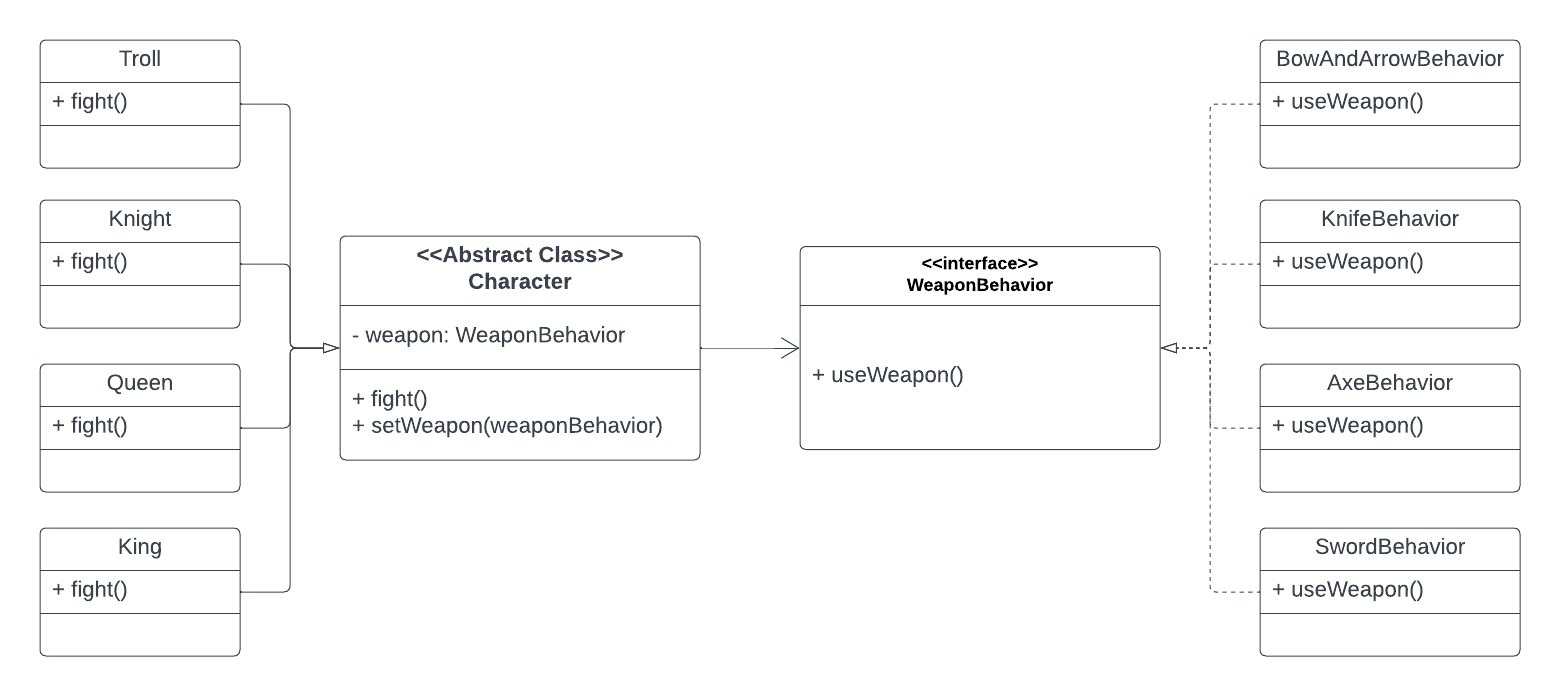 Troll
+ fight()
Knight
+ fight()
Queen
+ fight()
King
+ fight()
<<Abstract Class>>
Character
- weapon: WeaponBehavior
+ fight()
+ setWeapon(weaponBehavior)
<<interface>>
WeaponBehavior
+ useWeapon()
BowAndArrowBehavior
+ useWeapon()
KnifeBehavior
+ useWeapon()
AxeBehavior
+ useWeapon()
SwordBehavior
+ useWeapon()